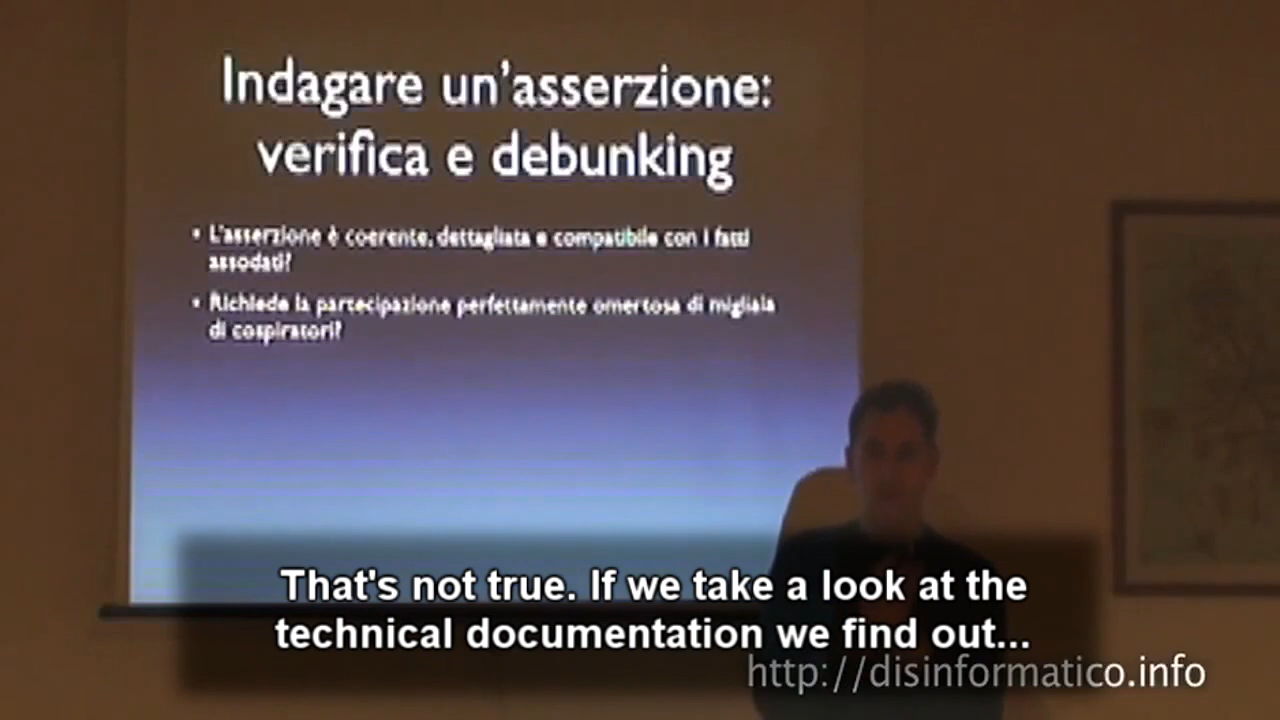 Indagare un'asserzione:
verifica e debunking
• L'asserzione è coerente, dettagliata e compatibile con i fatti
assodati?
• Richiede la partecipazione perfettamente omertosa di migliaia
di cospiratori?
That's not true. If we take a look at the
technical documentation we find out...
http://disinformatico.info